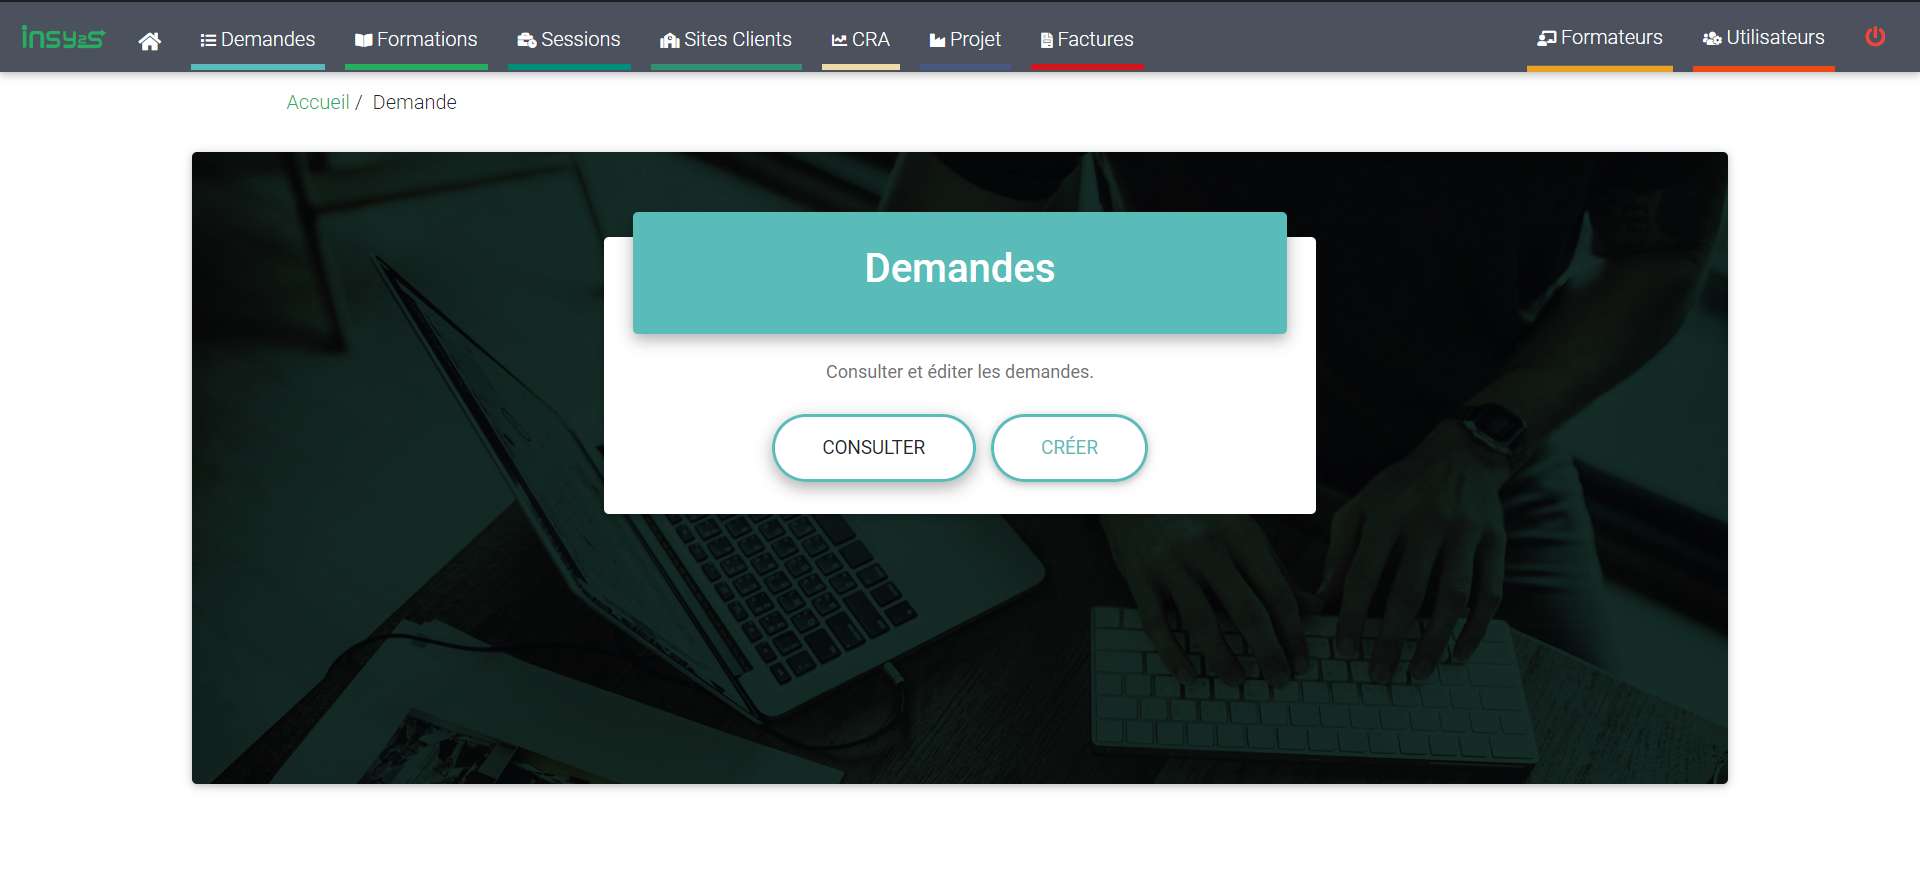 insy2s Demandes Formations Sessions Sites Clients CRA Projet Factures Formateurs Utilisateurs
Accueil / Demande
Demandes
Consulter et éditer les demandes.
CONSULTER CRÉER